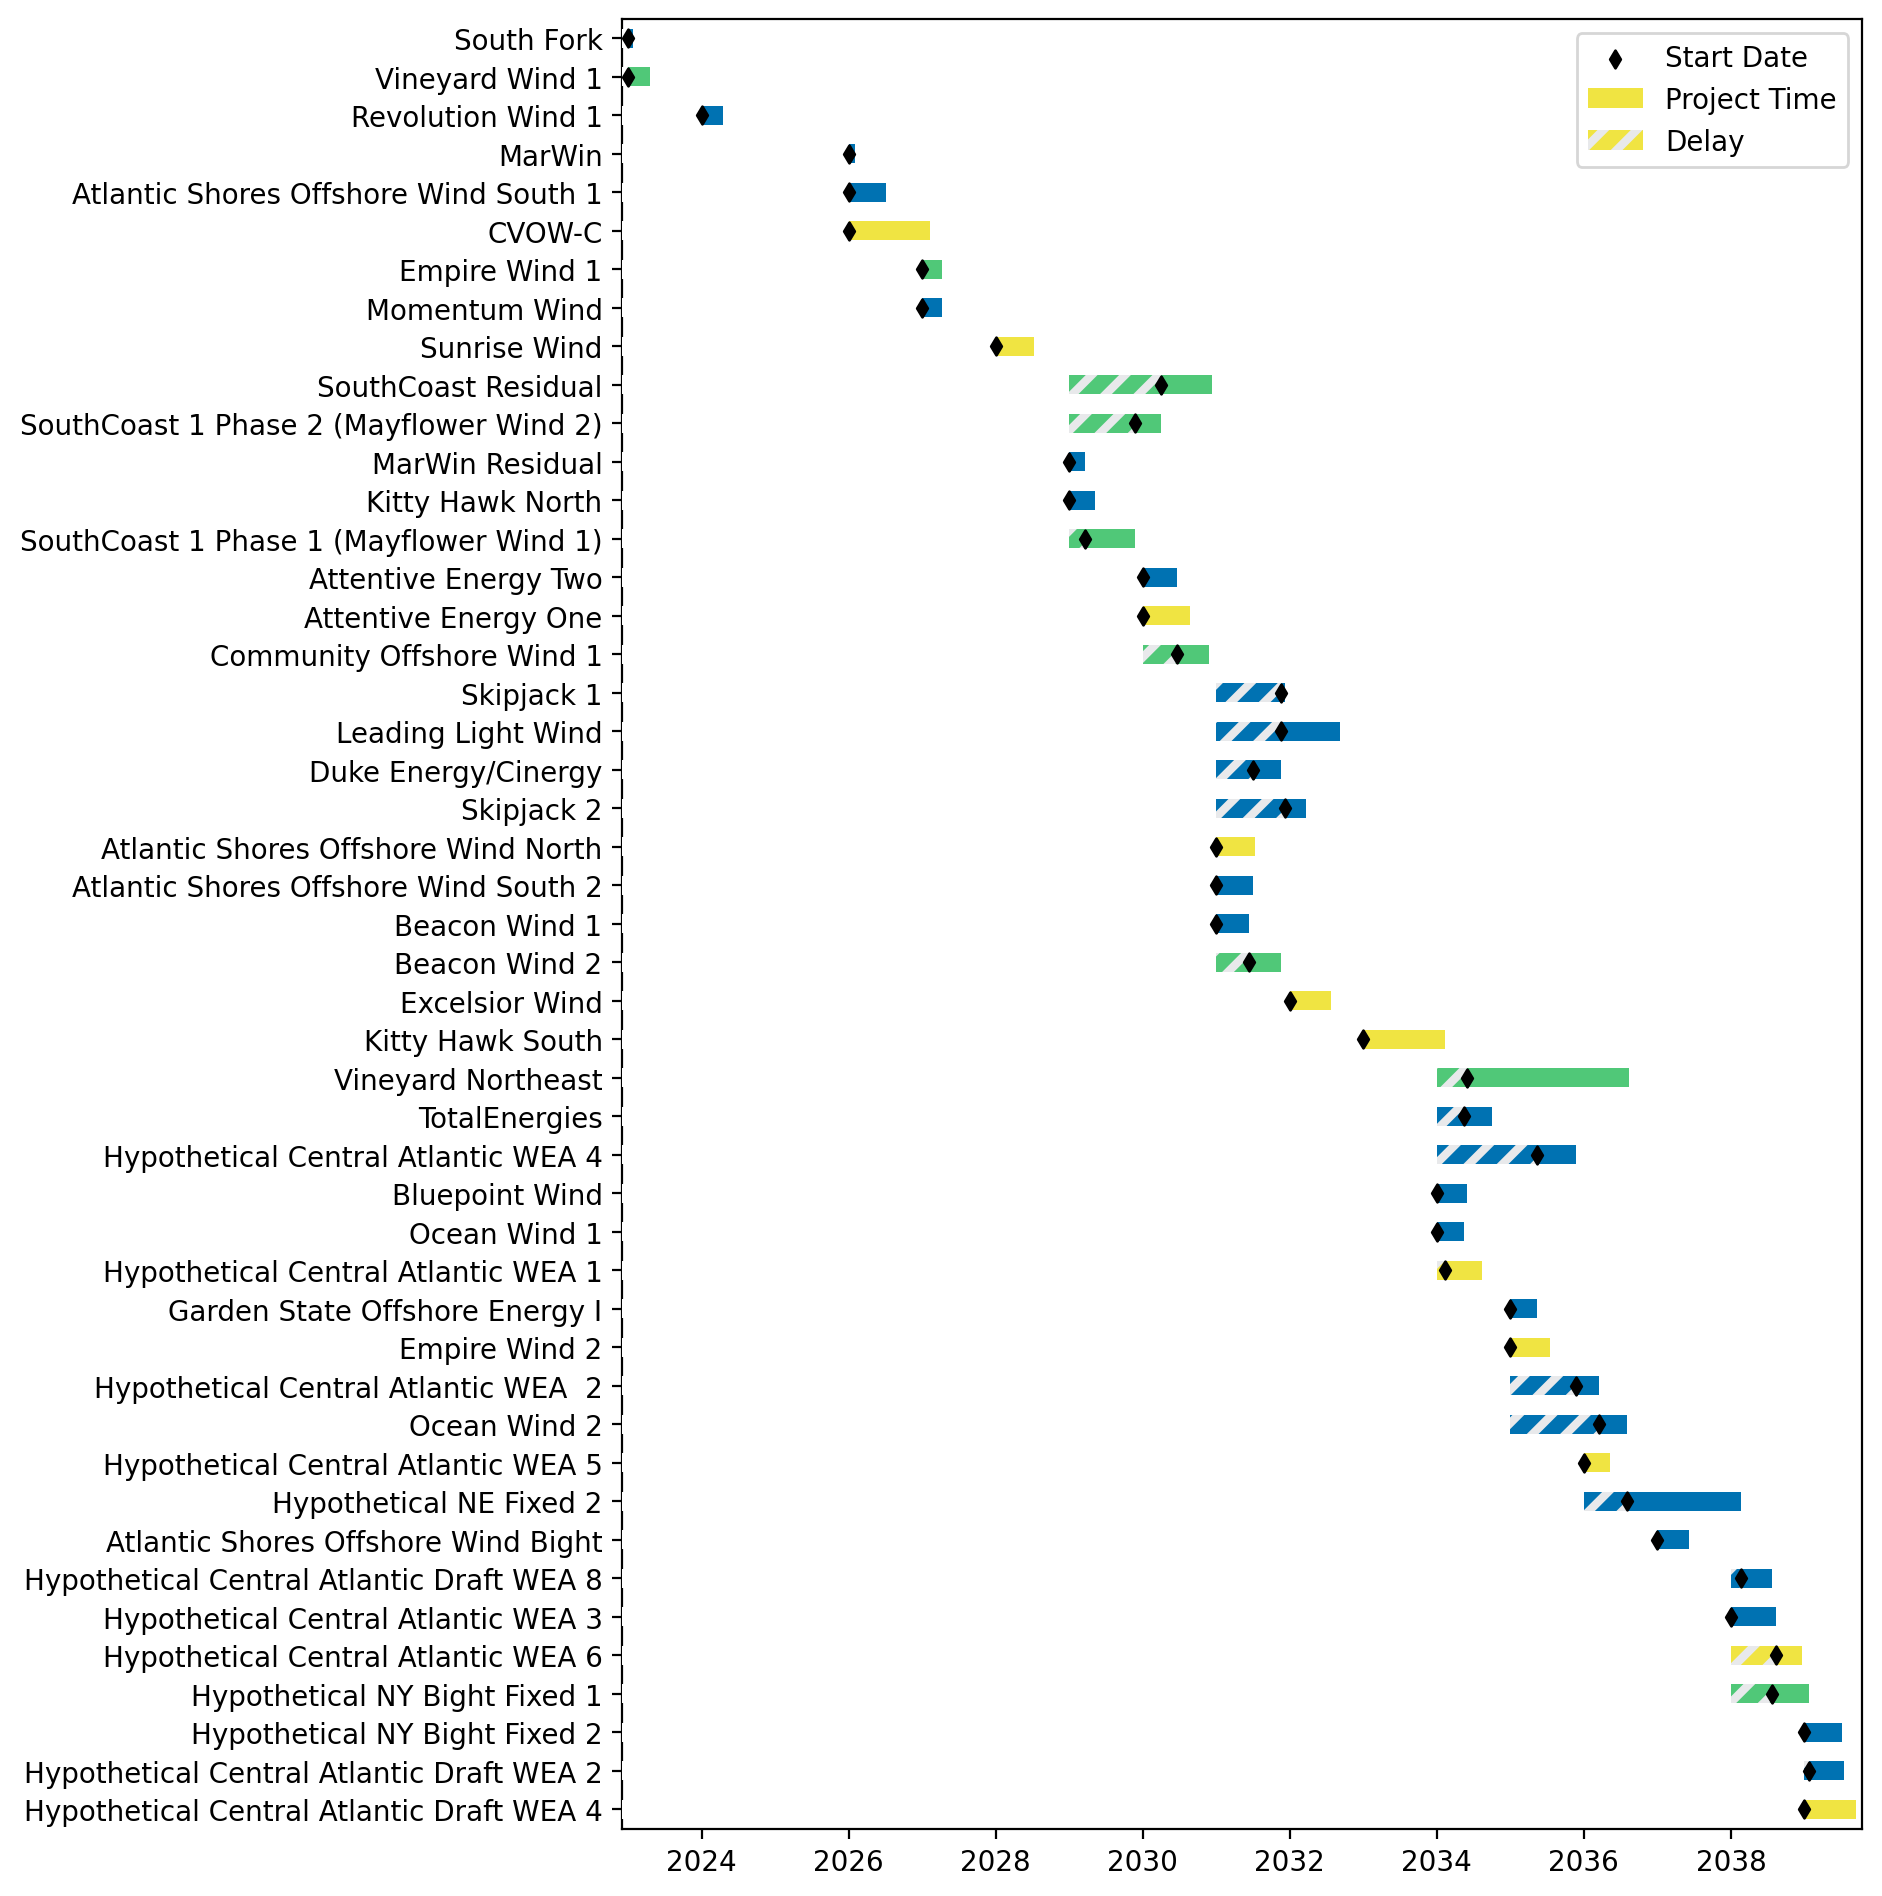 South Fork
Vineyard Wind 1
Revolution Wind 1
MarWin
Atlantic Shores Offshore Wind South 1
CVOW-C
Empire Wind 1
Momentum Wind
Sunrise Wind
SouthCoast Residual
SouthCoast 1 Phase 2 (Mayflower Wind 2)
MarWin Residual
Kitty Hawk North
SouthCoast 1 Phase 1 (Mayflower Wind 1)
Attentive Energy Two
Attentive Energy One
Community Offshore Wind 1
Skipjack 1
Leading Light Wind
Duke Energy/Cinergy
Skipjack 2
Atlantic Shores Offshore Wind North
Atlantic Shores Offshore Wind South 2
Beacon Wind 1
Beacon Wind 2
Excelsior Wind
Kitty Hawk South
Vineyard Northeast
TotalEnergies
Hypothetical Central Atlantic WEA 4
Bluepoint Wind
Ocean Wind 1
Hypothetical Central Atlantic WEA 1
Garden State Offshore Energy I
Empire Wind 2
Hypothetical Central Atlantic WEA  2
Ocean Wind 2
Hypothetical Central Atlantic WEA 5
Hypothetical NE Fixed 2
Atlantic Shores Offshore Wind Bight
Hypothetical Central Atlantic Draft WEA 8
Hypothetical Central Atlantic WEA 3
Hypothetical Central Atlantic WEA 6
Hypothetical NY Bight Fixed 1
Hypothetical NY Bight Fixed 2
Hypothetical Central Atlantic Draft WEA 2
Hypothetical Central Atlantic Draft WEA 4
Start Date
Project Time
Delay
2024 2026 2028 2030 2032 2034 2036 2038